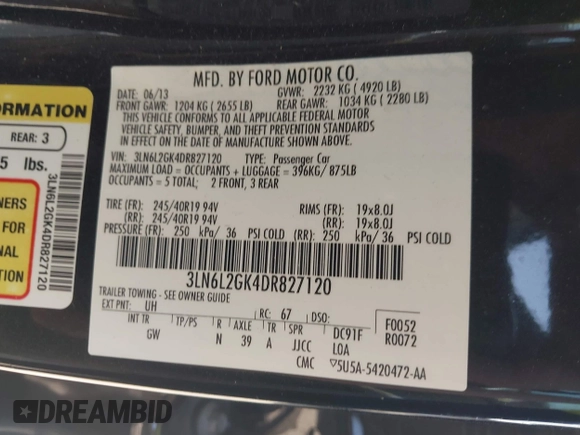 ORMATION
REAR: 3
5 lbs.
NERS
FOR
NAL
TION
3LN6L2GK4DR827120
MFD. BY FORD MOTOR CO.
DATE: 06/13 GVWR: 2232 KG ( 4920 LB)
FRONT GAWR: 1204 KG ( 2655 LB) REAR GAWR: 1034 KG ( 2280 LB)
THIS VEHICLE CONFORMS TO ALL APPLICABLE FEDERAL MOTOR
VEHICLE SAFETY, BUMPER, AND THEFT PREVENTION STANDARDS
IN EFFECT ON THE DATE OF MANUFACTURE SHOWN ABOVE.
VIN: 3LN6L2GK4DR827120 TYPE: Passenger Car
MAXIMUM LOAD = OCCUPANTS + LUGGAGE = 396KG/ 875LB
OCCUPANTS = 5 TOTAL; 2 FRONT, 3 REAR
TIRE (FR): 245/40R19 94V RIMS (FR): 19x8.0J
(RR): 245/40R19 94V (RR): 19x8.0J
PRESSURE (FR): 250 kPa/ 36 PSI COLD (RR): 250 kPa/ 36 PSI COLD
3LN6L2GK4DR827120
TRAILER TOWING - SEE OWNER GUIDE
EXT PNT: UH RC: 67 DSO: F0052
INT TR TP/PS R AXLE TR SPR DC91F R0072
GW N 39 A JJCC LOA
CMC ▽5U5A-5420472-AA
DREAMBID